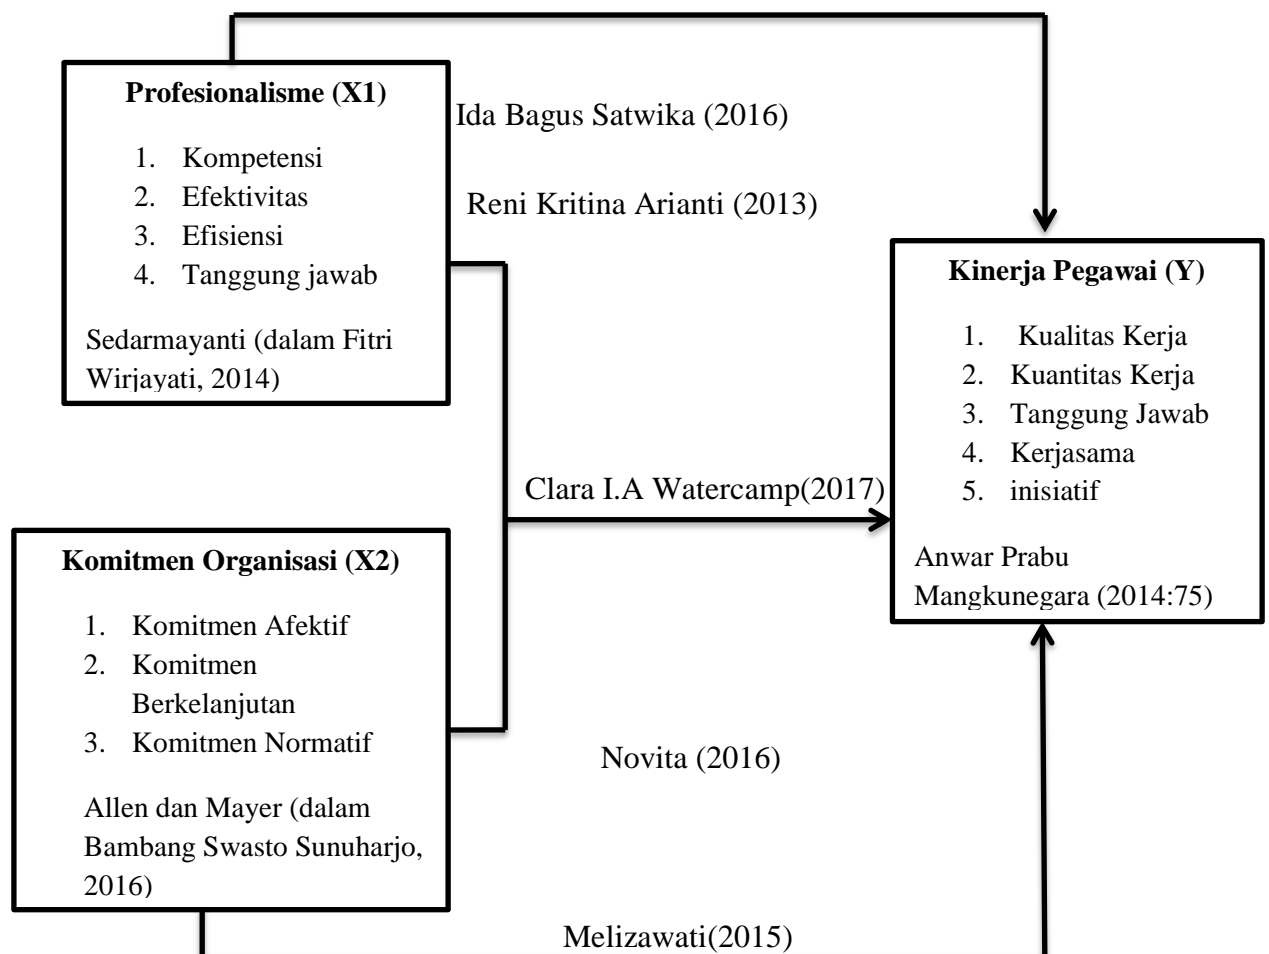 Profesionalisme (X1)
1. Kompetensi
2. Efektivitas
3. Efisiensi
4. Tanggung jawab
Sedarmayanti (dalam Fitri
Wirjayati, 2014)
Ida Bagus Satwika (2016)
Reni Kritina Arianti (2013)
Kinerja Pegawai (Y)
1. Kualitas Kerja
2. Kuantitas Kerja
3. Tanggung Jawab
4. Kerjasama
5. inisiatif
Anwar Prabu
Mangkunegara (2014:75)
Clara I.A Watercamp(2017)
Komitmen Organisasi (X2)
1. Komitmen Afektif
2. Komitmen
Berkelanjutan
3. Komitmen Normatif
Allen dan Mayer (dalam
Bambang Swasto Sunuharjo,
2016)
Novita (2016)
Melizawati(2015)